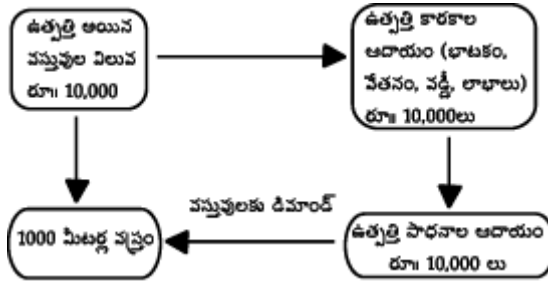 ఉత్పత్తి అయిన
వస్తువుల విలువ
రూ॥ 10,000
ఉత్పత్తి కారకాల
ఆదాయం (భాటకం,
వేతనం, వడ్డీ, లాభాలు)
రూ॥ 10,000లు
వస్తువులకు డిమాండ్
1000 మీటర్ల వస్త్రం
ఉత్పత్తి పాధనాల ఆదాయం
రూ॥ 10,000 లు